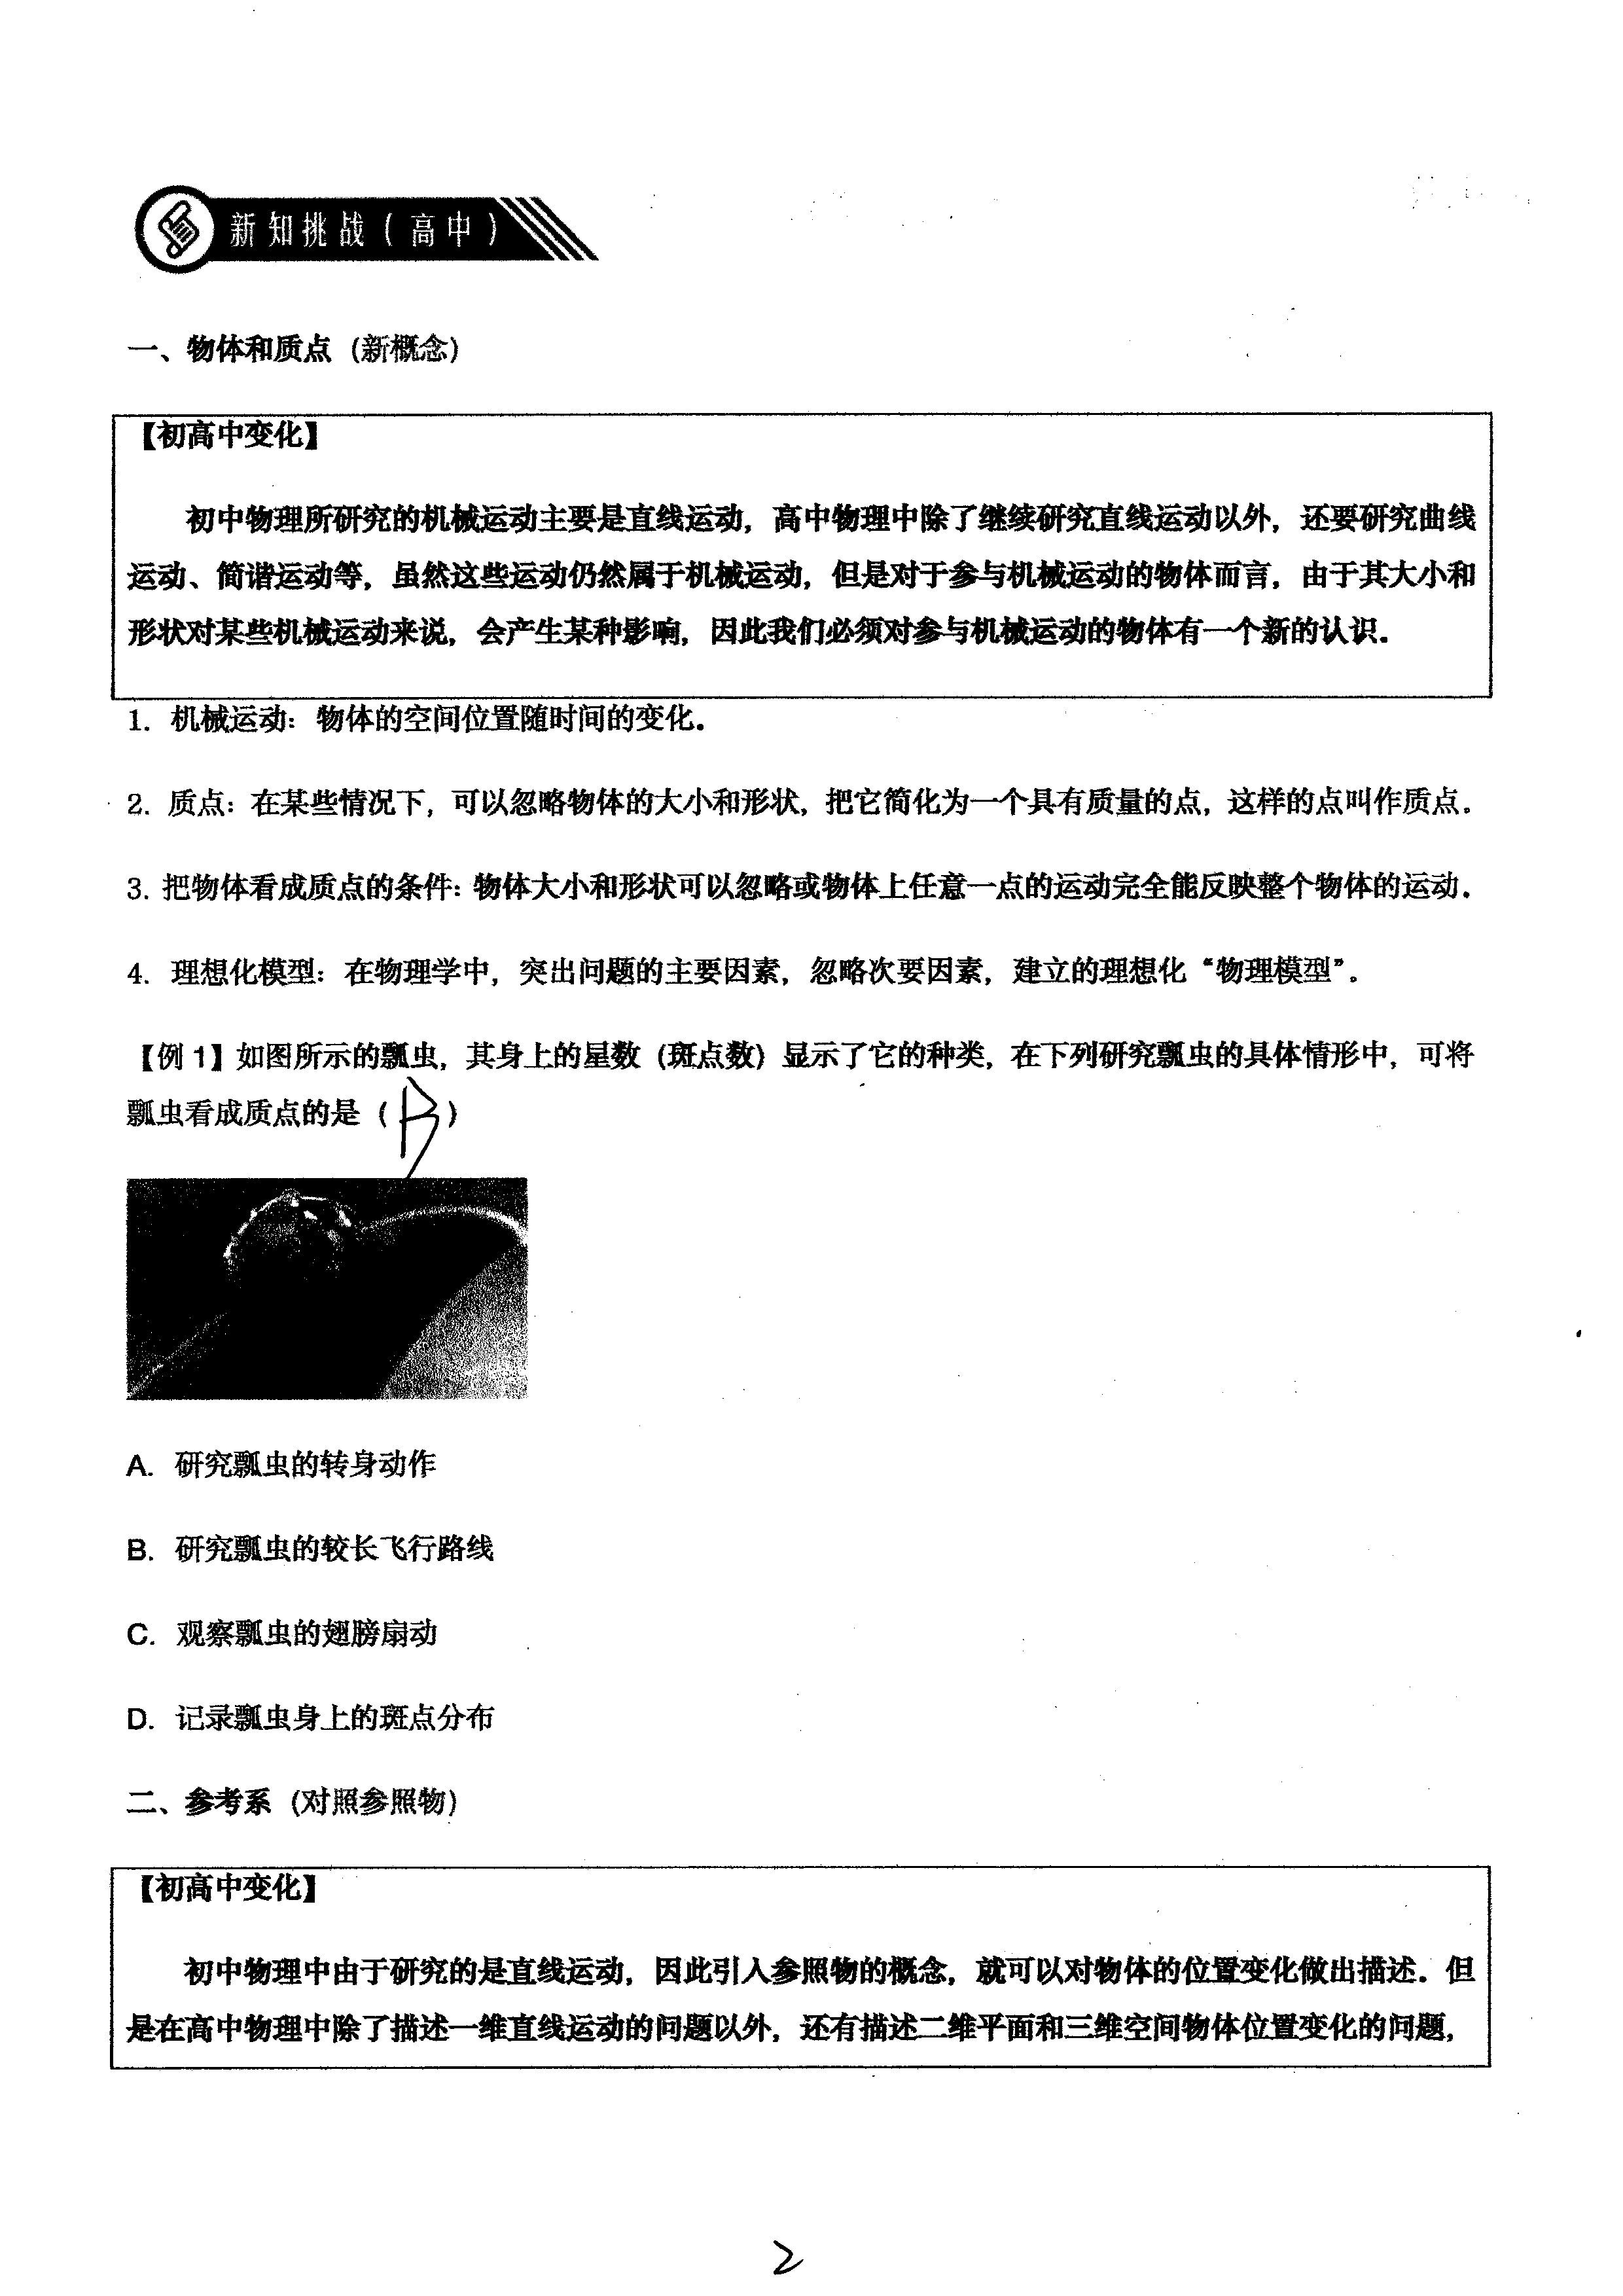 新知挑战（高中）
一、物体和质点（新概念）
【初高中变化】
初中物理所研究的机械运动主要是直线运动，高中物理中除了继续研究直线运动以外，还要研究曲线
运动、简谐运动等，虽然这些运动仍然属于机械运动，但是对于参与机械运动的物体而言，由于其大小和
形状对某些机械运动来说，会产生某种影响，因此我们必须对参与机械运动的物体有一个新的认识．
1. 机械运动：物体的空间位置随时间的变化．
2. 质点：在某些情况下，可以忽略物体的大小和形状，把它简化为一个具有质量的点，这样的点叫作质点．
3. 把物体看成质点的条件：物体大小和形状可以忽略或物体上任意一点的运动完全能反映整个物体的运动．
4. 理想化模型：在物理学中，突出问题的主要因素，忽略次要因素，建立的理想化“物理模型”．
【例 1】如图所示的瓢虫，其身上的星数（斑点数）显示了它的种类，在下列研究瓢虫的具体情形中，可将
瓢虫看成质点的是（B）
A. 研究瓢虫的转身动作
B. 研究瓢虫的较长飞行路线
C. 观察瓢虫的翅膀扇动
D. 记录瓢虫身上的斑点分布
二、参考系（对照参照物）
【初高中变化】
初中物理中由于研究的是直线运动，因此引入参照物的概念，就可以对物体的位置变化做出描述．但
是在高中物理中除了描述一维直线运动的问题以外，还有描述二维平面和三维空间物体位置变化的问题，
2